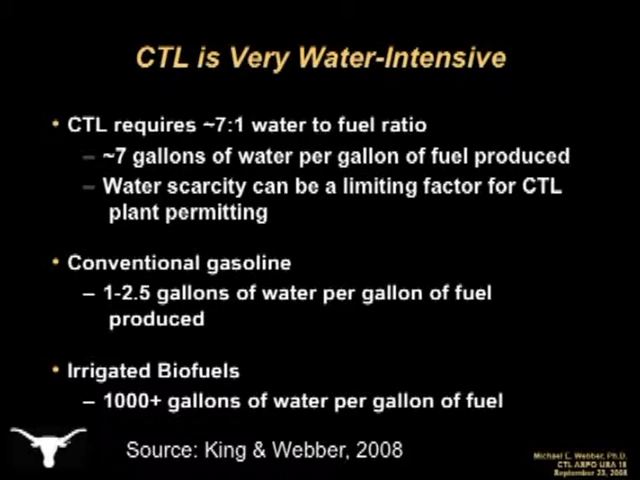 CTL is Very Water-Intensive
• CTL requires ~7:1 water to fuel ratio
– ~7 gallons of water per gallon of fuel produced
– Water scarcity can be a limiting factor for CTL
plant permitting
• Conventional gasoline
– 1-2.5 gallons of water per gallon of fuel
produced
• Irrigated Biofuels
– 1000+ gallons of water per gallon of fuel
Source: King & Webber, 2008
Michael E. Webber, Ph.D.
CTL ASPO USA
September 23, 2008